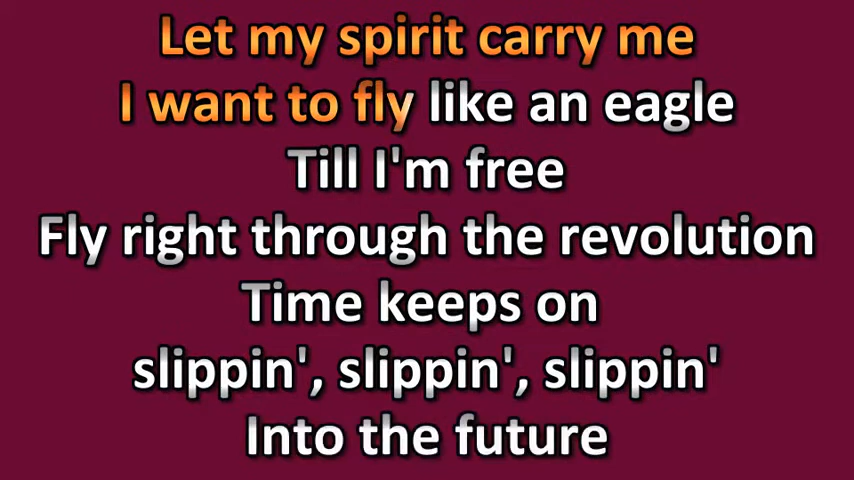 Let my spirit carry me
I want to fly like an eagle
Till I'm free
Fly right through the revolution
Time keeps on
slippin', slippin', slippin'
Into the future